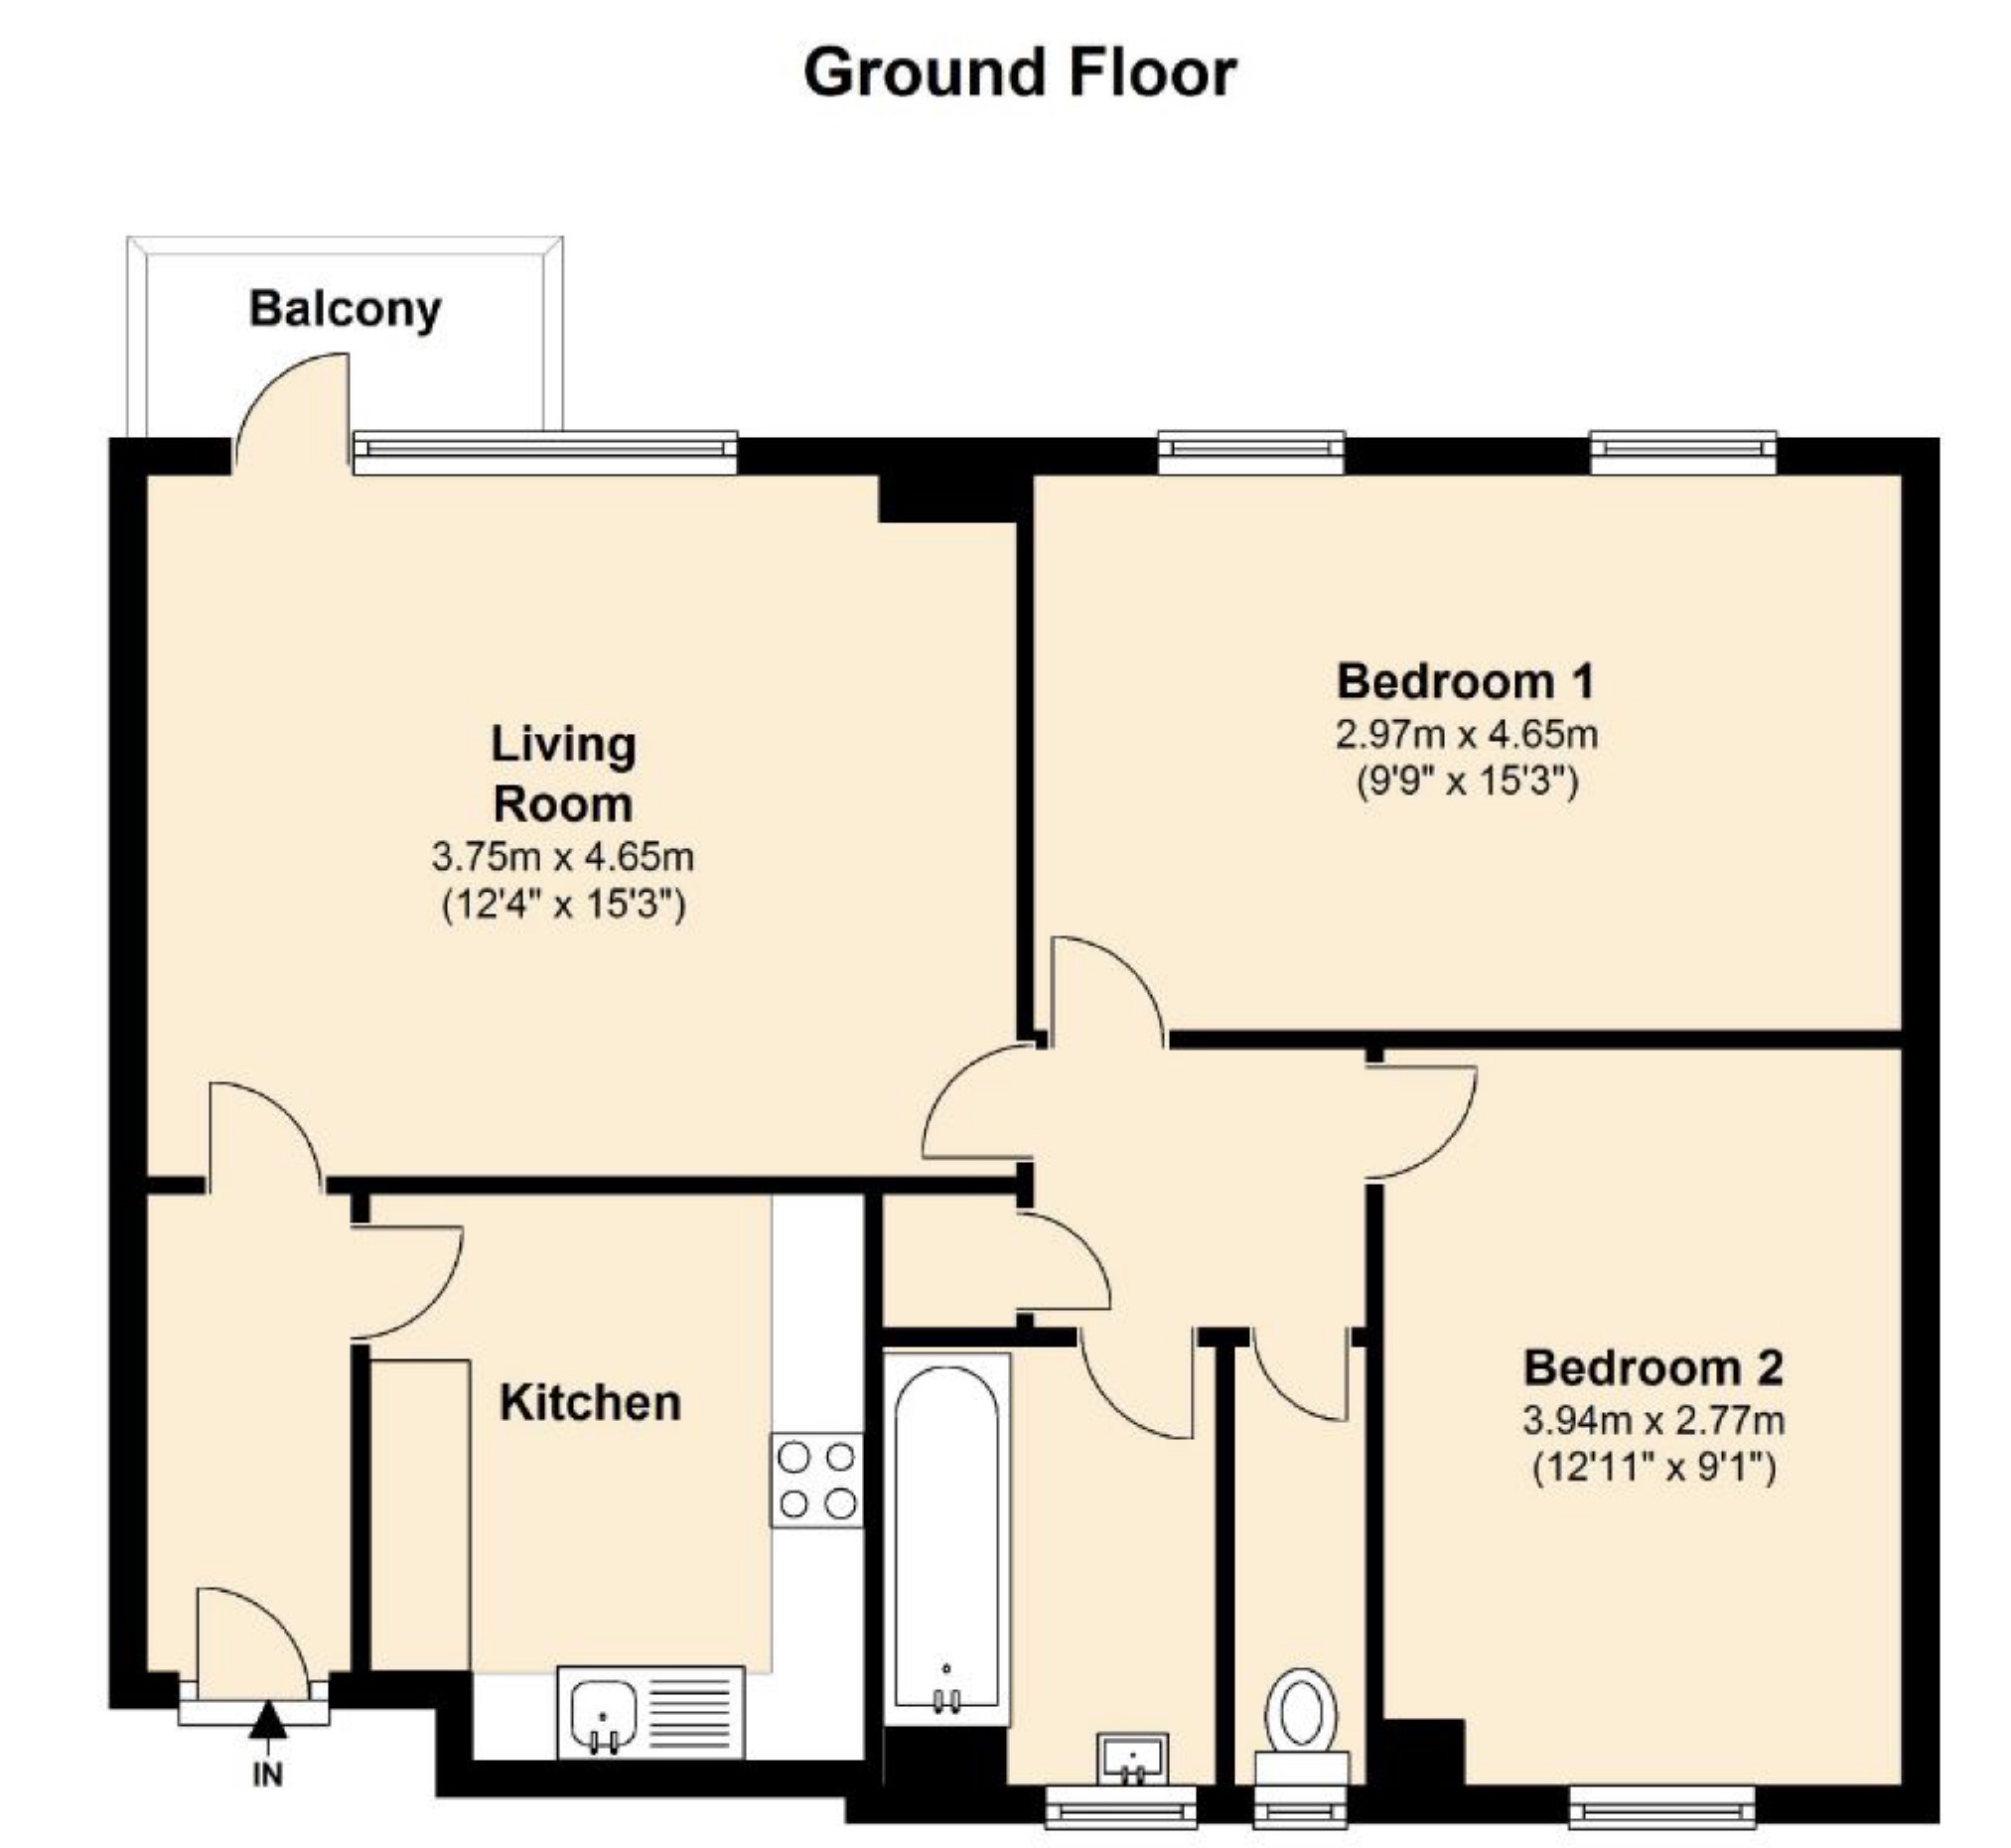 Ground Floor
Balcony
Living
Room
3.75m x 4.65m
(12'4" x 15'3")
Bedroom 1
2.97m x 4.65m
(9'9" x 15'3")
Kitchen
Bedroom 2
3.94m x 2.77m
(12'11" x 9'1")
IN